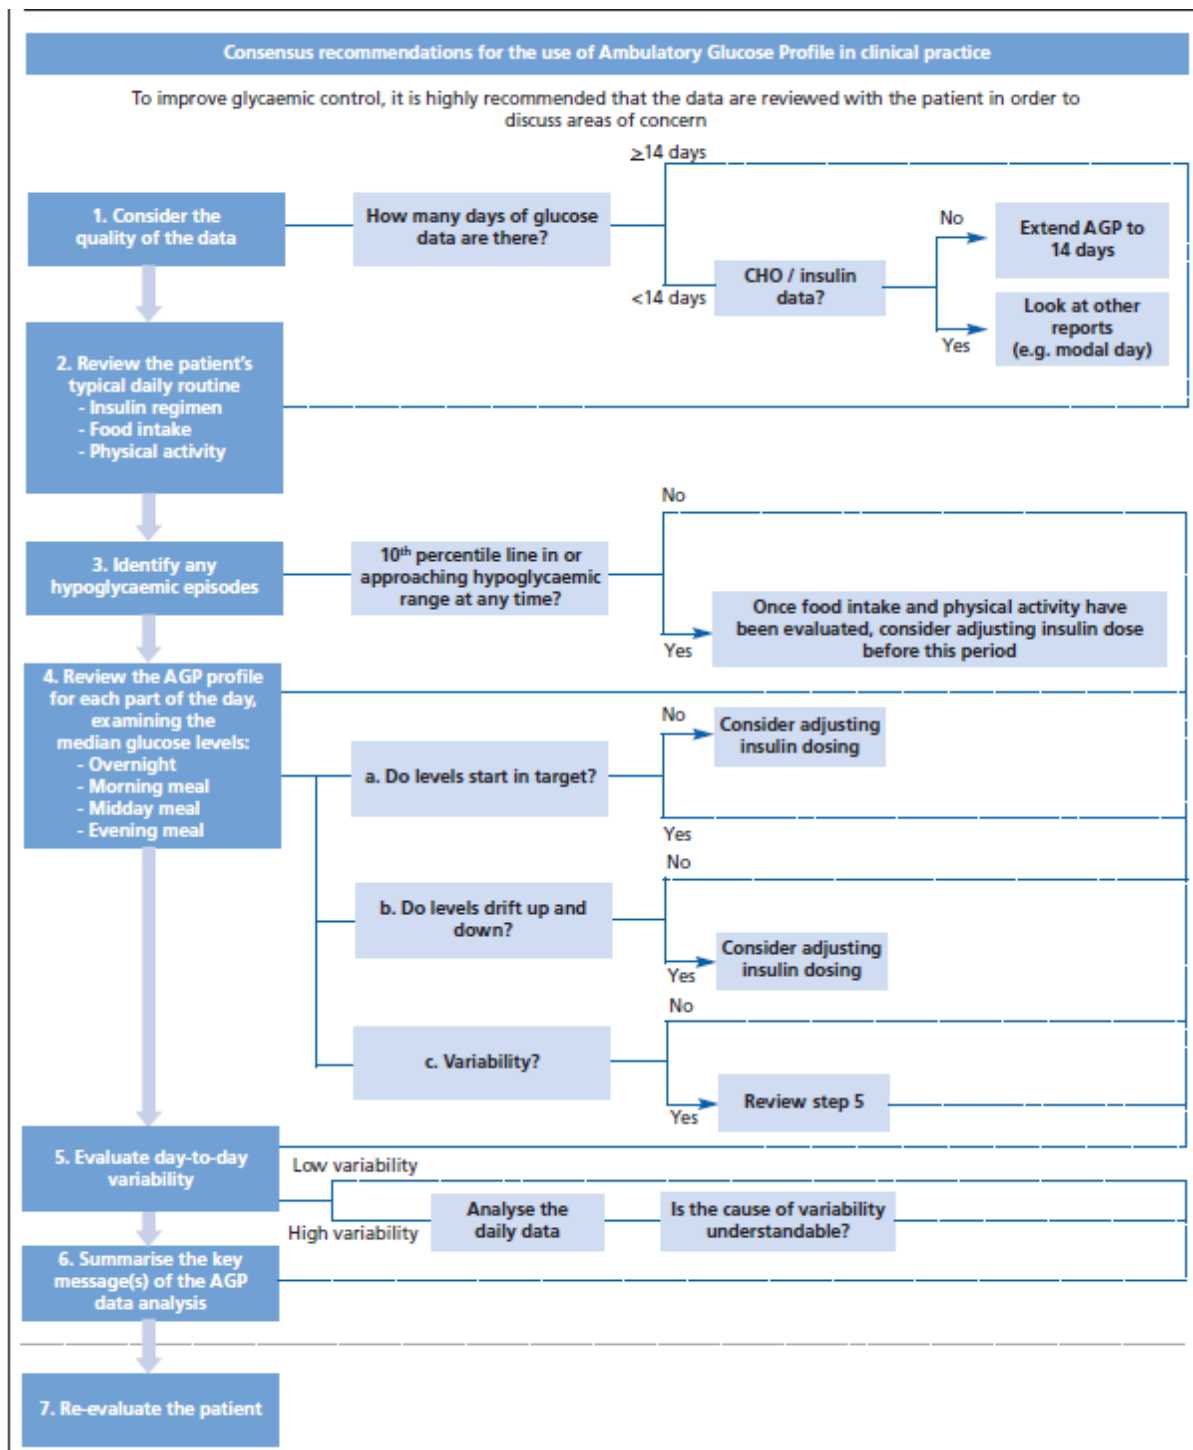 Consensus recommendations for the use of Ambulatory Glucose Profile in clinical practice
To improve glycaemic control, it is highly recommended that the data are reviewed with the patient in order to
discuss areas of concern
≥14 days
1. Consider the
quality of the data
How many days of glucose
data are there?
<14 days
CHO / insulin
data?
No
Extend AGP to
14 days
Yes
Look at other
reports
(e.g. modal day)
2. Review the patient's
typical daily routine
- Insulin regimen
- Food intake
- Physical activity
3. Identify any
hypoglycaemic episodes
10th percentile line in or
approaching hypoglycaemic
range at any time?
No
Yes
Once food intake and physical activity have
been evaluated, consider adjusting insulin dose
before this period
4. Review the AGP profile
for each part of the day,
examining the
median glucose levels:
- Overnight
- Morning meal
- Midday meal
- Evening meal
a. Do levels start in target?
No
Consider adjusting
insulin dosing
Yes
b. Do levels drift up and
down?
No
Yes
Consider adjusting
insulin dosing
c. Variability?
No
Yes
Review step 5
5. Evaluate day-to-day
variability
Low variability
High variability
Analyse the
daily data
Is the cause of variability
understandable?
6. Summarise the key
message(s) of the AGP
data analysis
7. Re-evaluate the patient